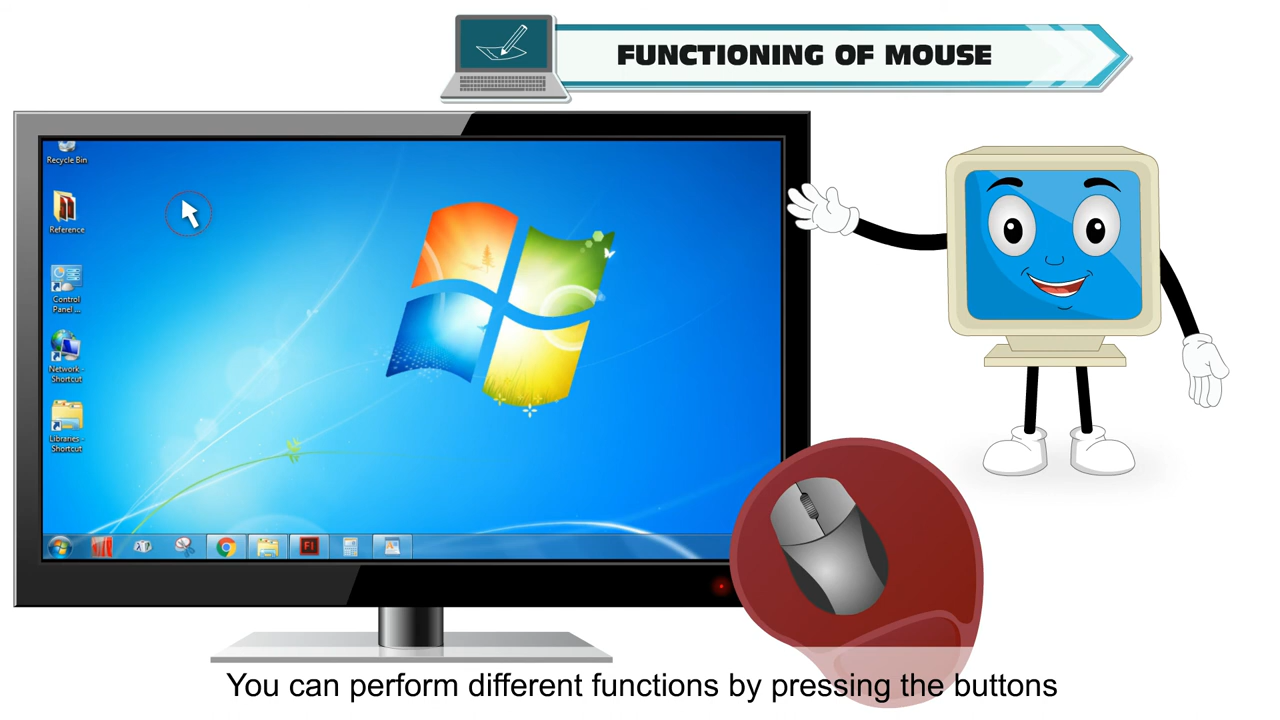 FUNCTIONING OF MOUSE
Recycle Bin
Reference
Control
Panel ...
Network -
Shortcut
Libraries -
Shortcut
Fl
You can perform different functions by pressing the buttons